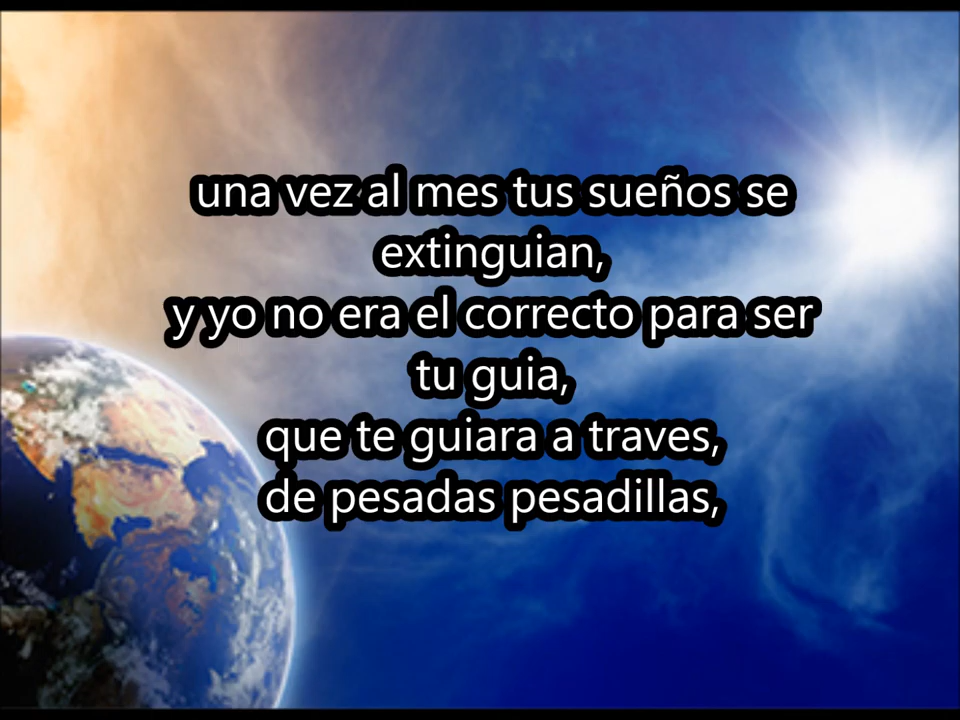 una vez al mes tus sueños se
extinguian,
y yo no era el correcto para ser
tu guia,
que te guiara a traves,
de pesadas pesadillas,